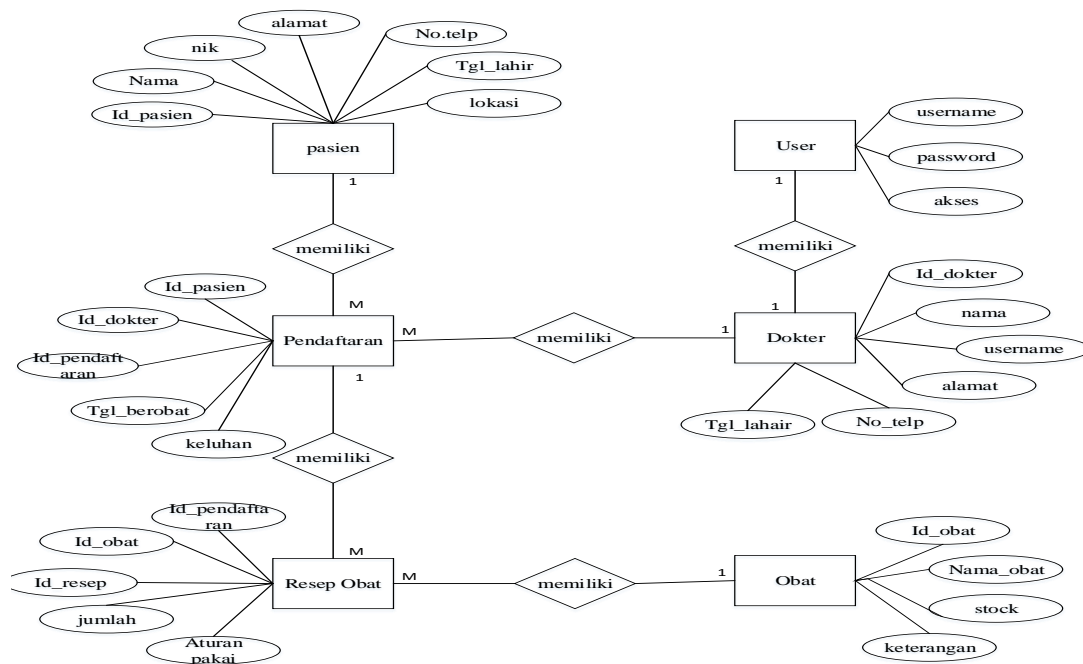 alamat
No.telp
nik
Tgl_lahir
Nama
lokasi
Id_pasien
pasien
1
memiliki
M
User
1
username
password
akses
memiliki
1
Id_pasien
Id_dokter
Id_pendaft
aran
Tgl_berobat
keluhan
Pendaftaran
M
memiliki
1
Dokter
Id_dokter
nama
username
alamat
Tgl_lahair
No_telp
1
memiliki
M
Id_pendafta
ran
Id_obat
Id_resep
jumlah
Aturan
pakai
Resep Obat
M
memiliki
1
Obat
Id_obat
Nama_obat
stock
keterangan